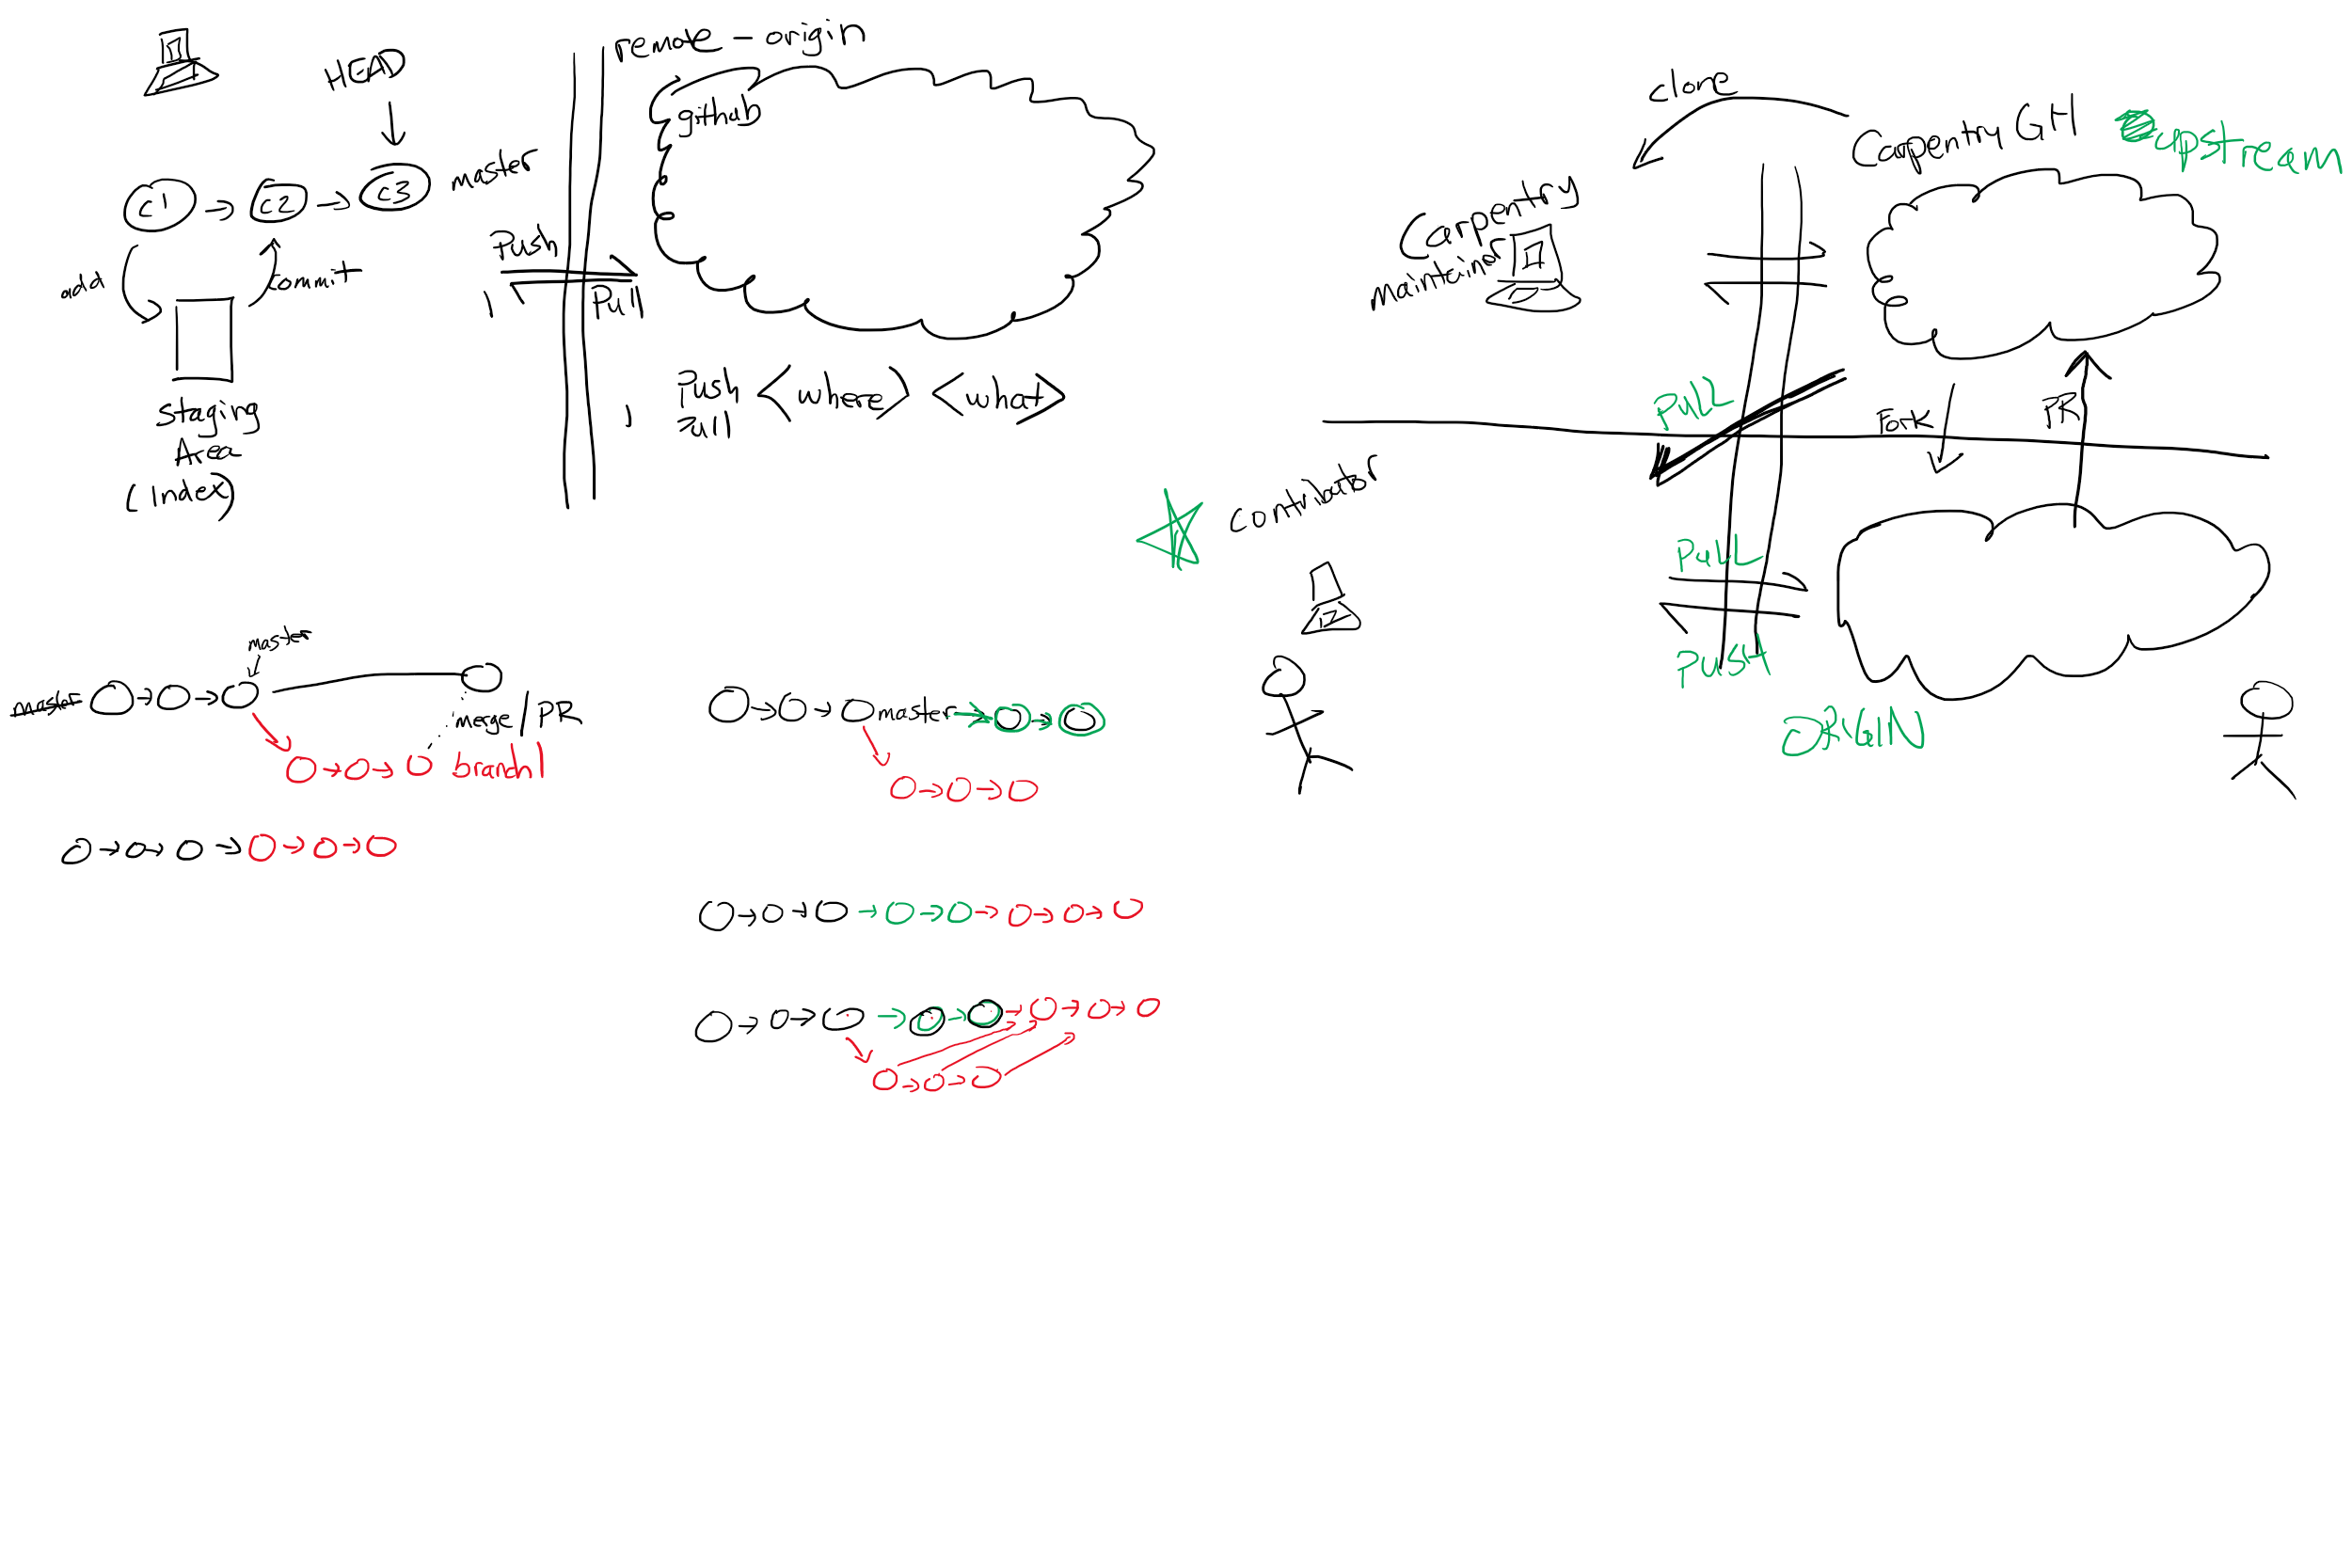 remote - origin
HEAD
github
c1
c2
c3
master
add
commit
Push
Pull
Staging
Area
(Index)
Push <where> <what>
Pull
clone
Carpentry GH
upstream
Carpentry
maintainer
PULL
Fork
PR
contributor
PULL
PUSH
ORIGIN
master
master
merge/PR
branch1
master